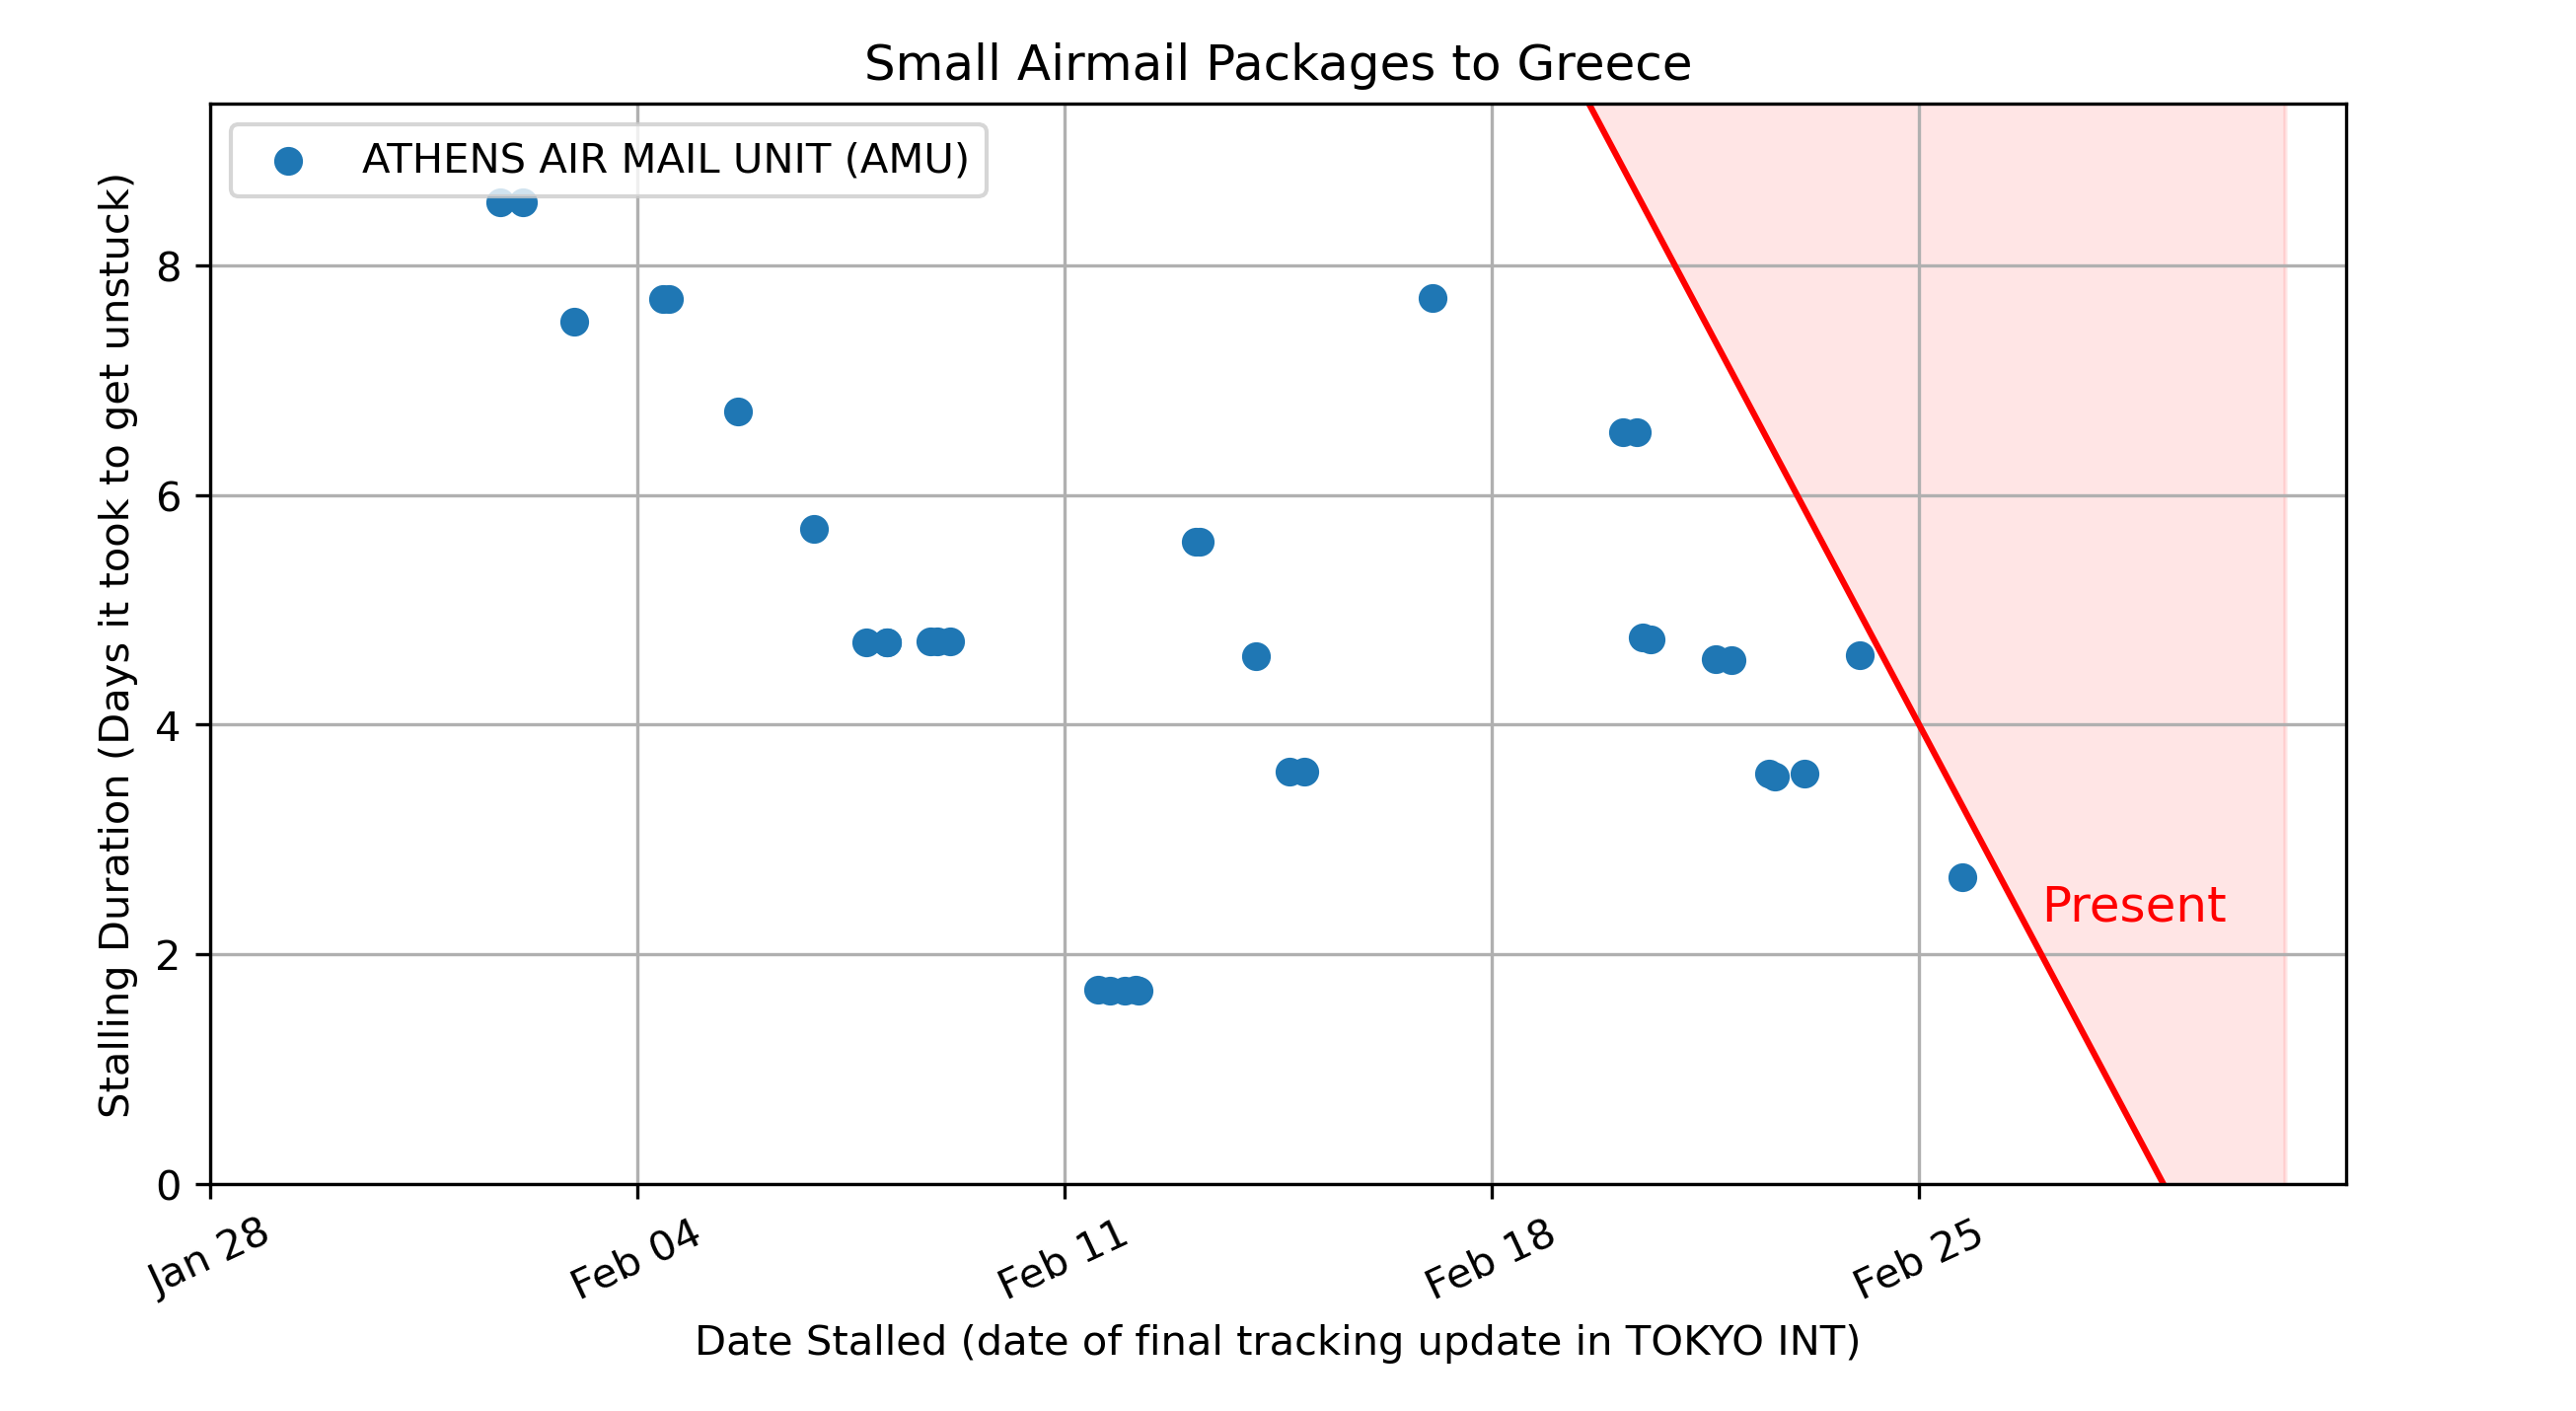 Small Airmail Packages to Greece
ATHENS AIR MAIL UNIT (AMU)
Stalling Duration (Days it took to get unstuck)
8
6
4
2
0
Present
Jan 28
Feb 04
Feb 11
Feb 18
Feb 25
Date Stalled (date of final tracking update in TOKYO INT)